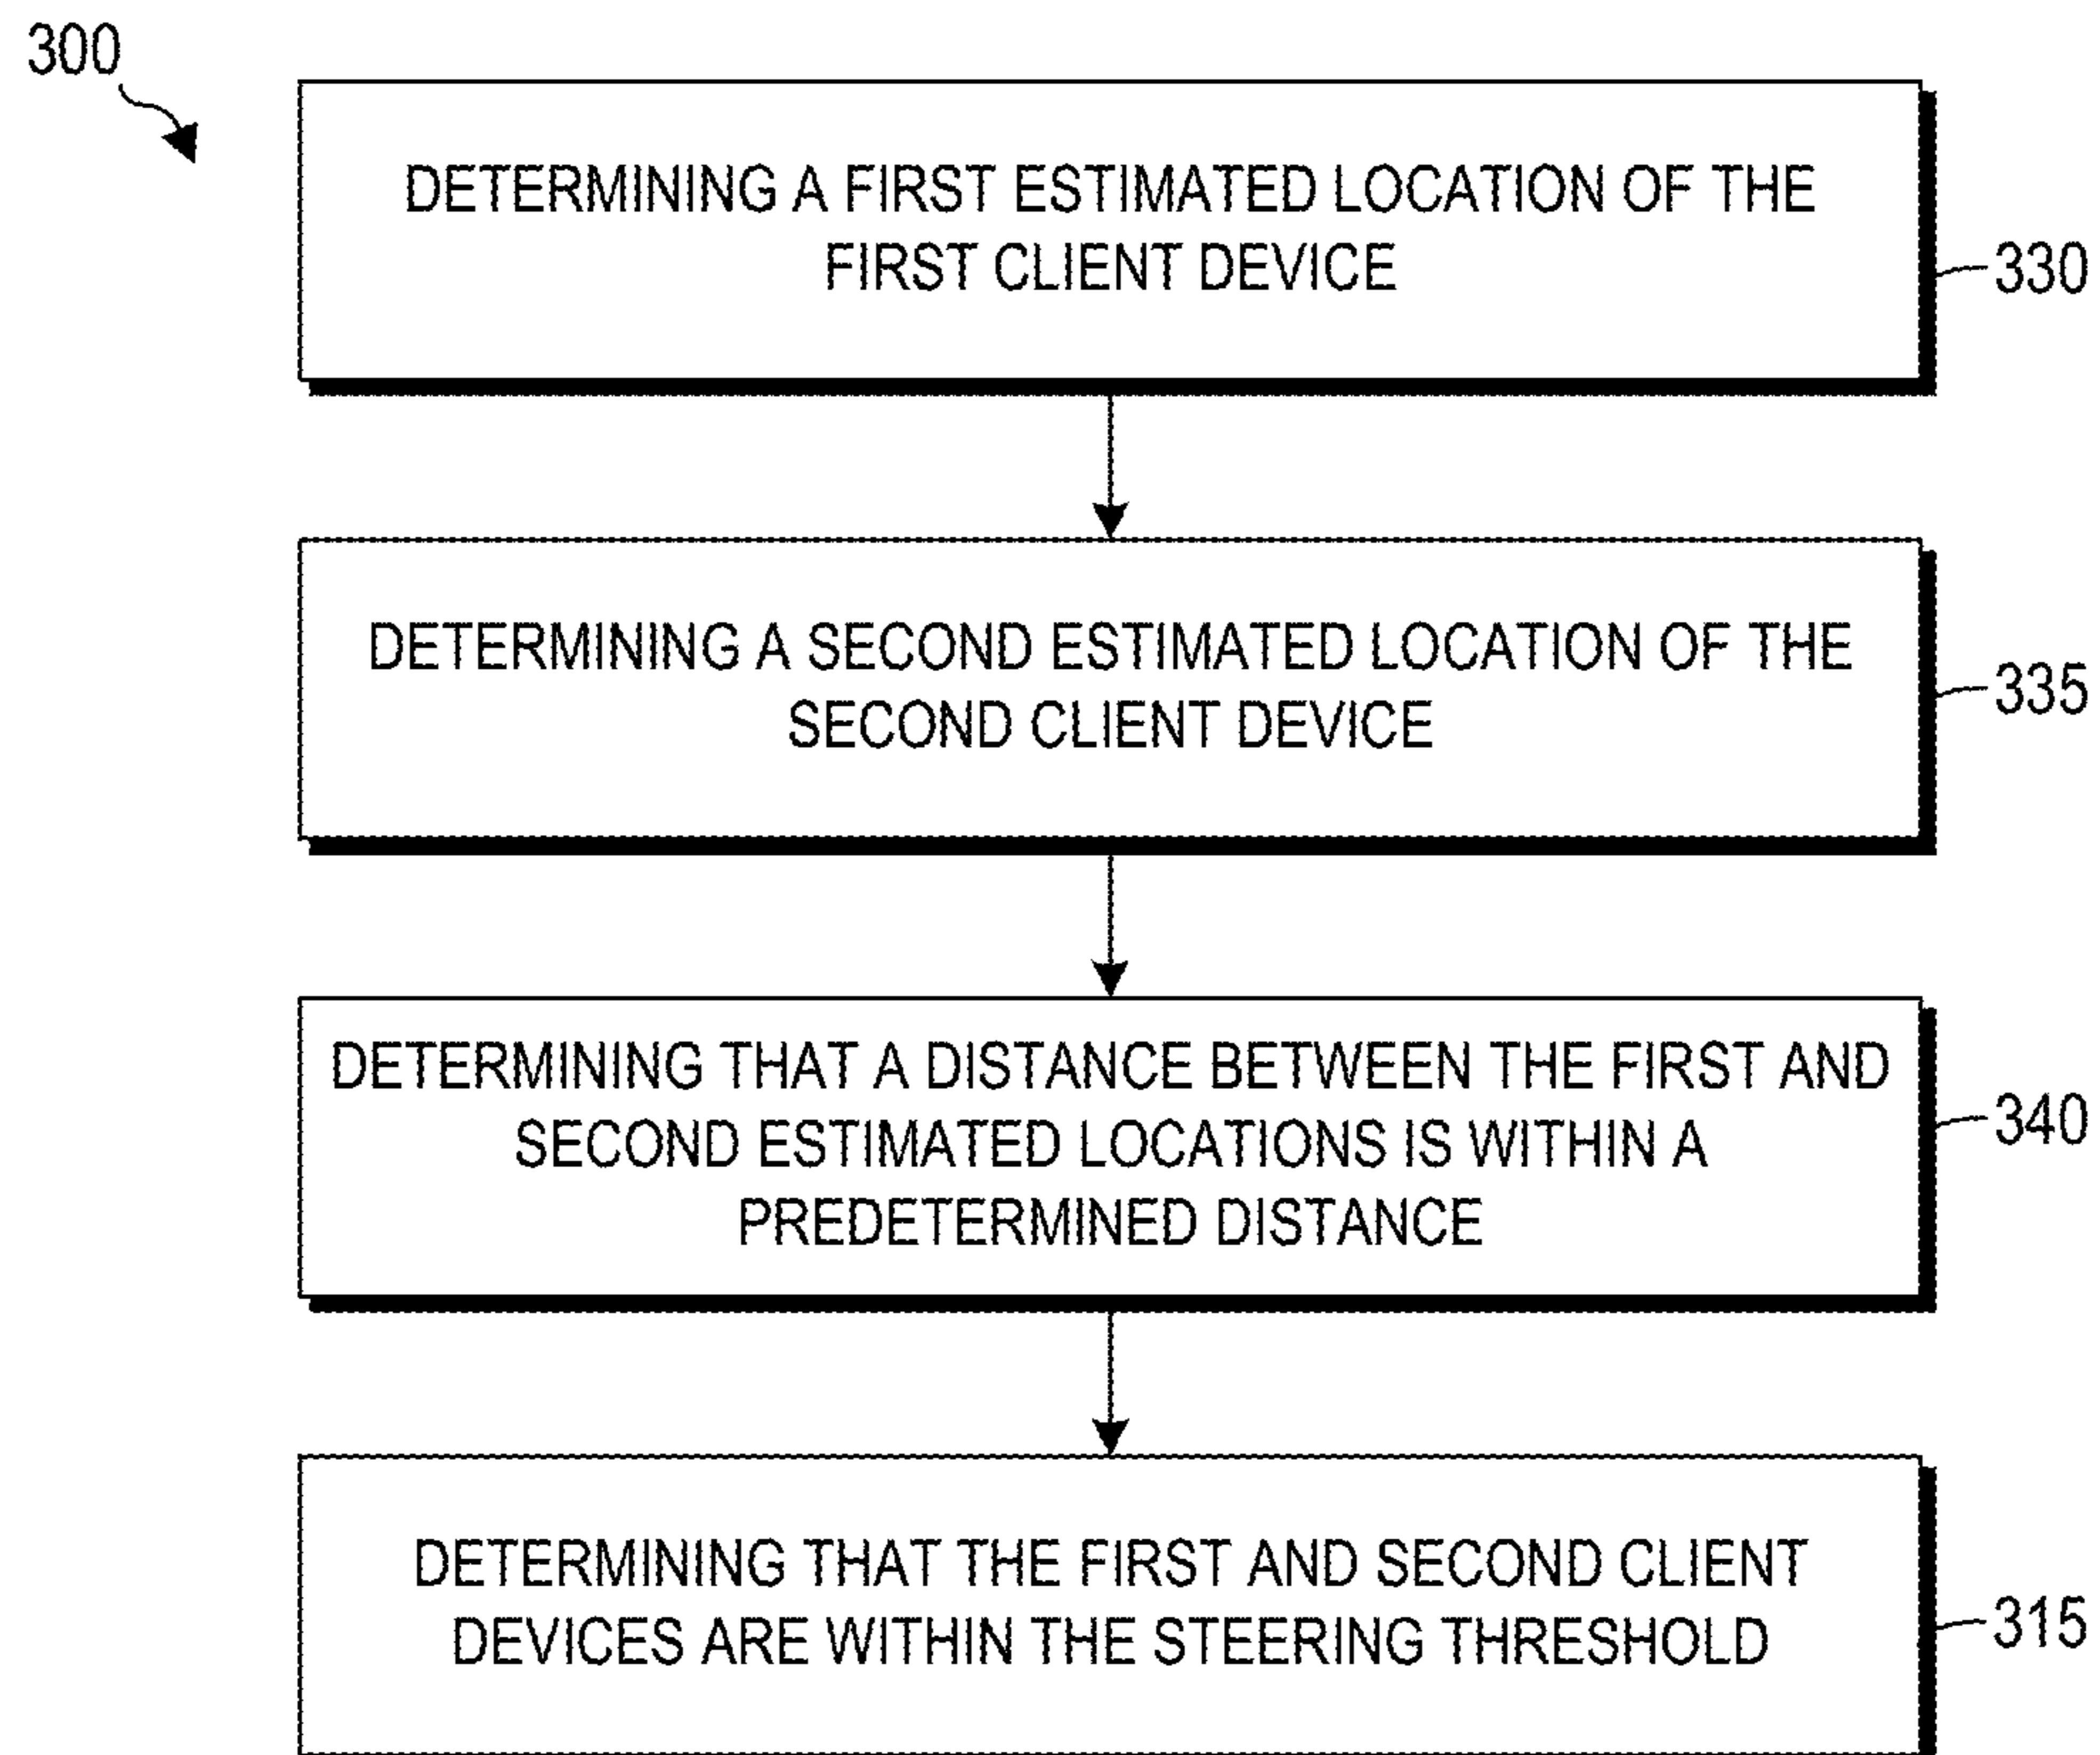 300
DETERMINING A FIRST ESTIMATED LOCATION OF THE
FIRST CLIENT DEVICE
330
DETERMINING A SECOND ESTIMATED LOCATION OF THE
SECOND CLIENT DEVICE
335
DETERMINING THAT A DISTANCE BETWEEN THE FIRST AND
SECOND ESTIMATED LOCATIONS IS WITHIN A
PREDETERMINED DISTANCE
340
DETERMINING THAT THE FIRST AND SECOND CLIENT
DEVICES ARE WITHIN THE STEERING THRESHOLD
315